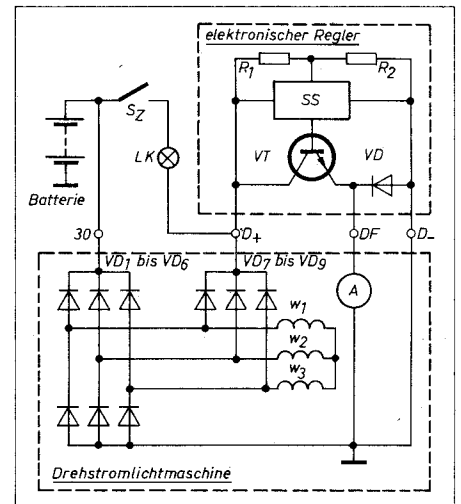 elektronischer Regler
R1 R2
SS
SZ
LK
VT VD
Batterie
30 D+ DF D-
VD1 bis VD6 VD7 bis VD9
A
w1
w2
w3
Drehstromlichtmaschine